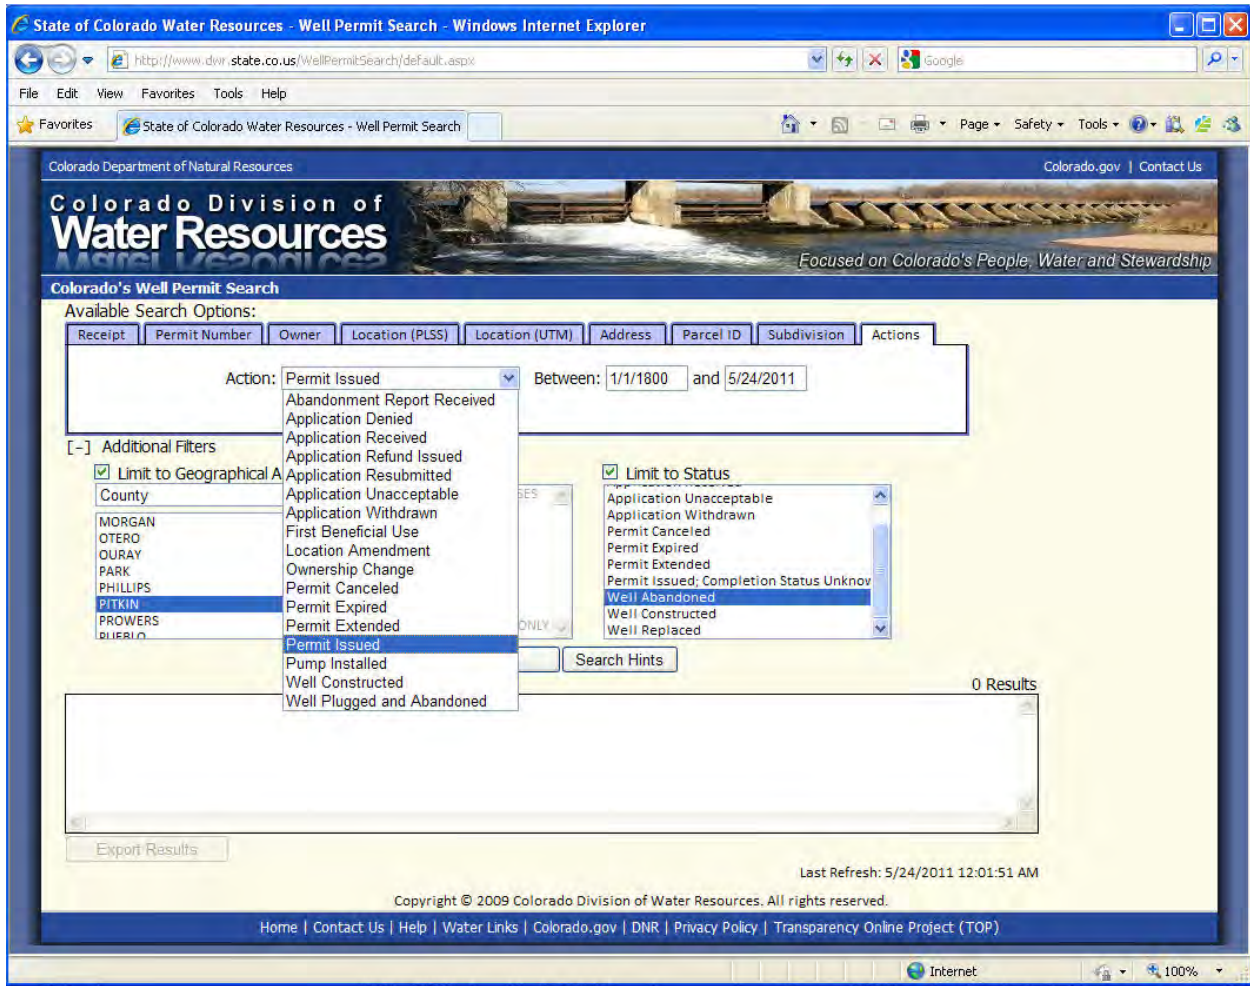 State of Colorado Water Resources - Well Permit Search - Windows Internet Explorer
http://www.dwr.state.co.us/WellPermitSearch/default.aspx
Google
File Edit View Favorites Tools Help
Favorites State of Colorado Water Resources - Well Permit Search Page Safety Tools
Colorado Department of Natural Resources Colorado.gov | Contact Us
Colorado Division of
Water Resources
Focused on Colorado's People, Water and Stewardship
Colorado's Well Permit Search
Available Search Options:
Receipt Permit Number Owner Location (PLSS) Location (UTM) Address Parcel ID Subdivision Actions
Action: Permit Issued Between: 1/1/1800 and 5/24/2011
Abandonment Report Received
Application Denied
Application Received
Application Refund Issued
Application Resubmitted
Application Unacceptable
Application Withdrawn
First Beneficial Use
Location Amendment
Ownership Change
Permit Canceled
Permit Expired
Permit Extended
Permit Issued
Pump Installed
Well Constructed
Well Plugged and Abandoned
[-] Additional Filters
Limit to Geographical A
County
MORGAN
OTERO
OURAY
PARK
PHILLIPS
PITKIN
PROWERS
PUEBLO
SES
ONLY
Limit to Status
Application Unacceptable
Application Withdrawn
Permit Canceled
Permit Expired
Permit Extended
Permit Issued; Completion Status Unknow
Well Abandoned
Well Constructed
Well Replaced
Search Hints
0 Results
Export Results
Last Refresh: 5/24/2011 12:01:51 AM
Copyright © 2009 Colorado Division of Water Resources. All rights reserved.
Home | Contact Us | Help | Water Links | Colorado.gov | DNR | Privacy Policy | Transparency Online Project (TOP)
Internet 100%